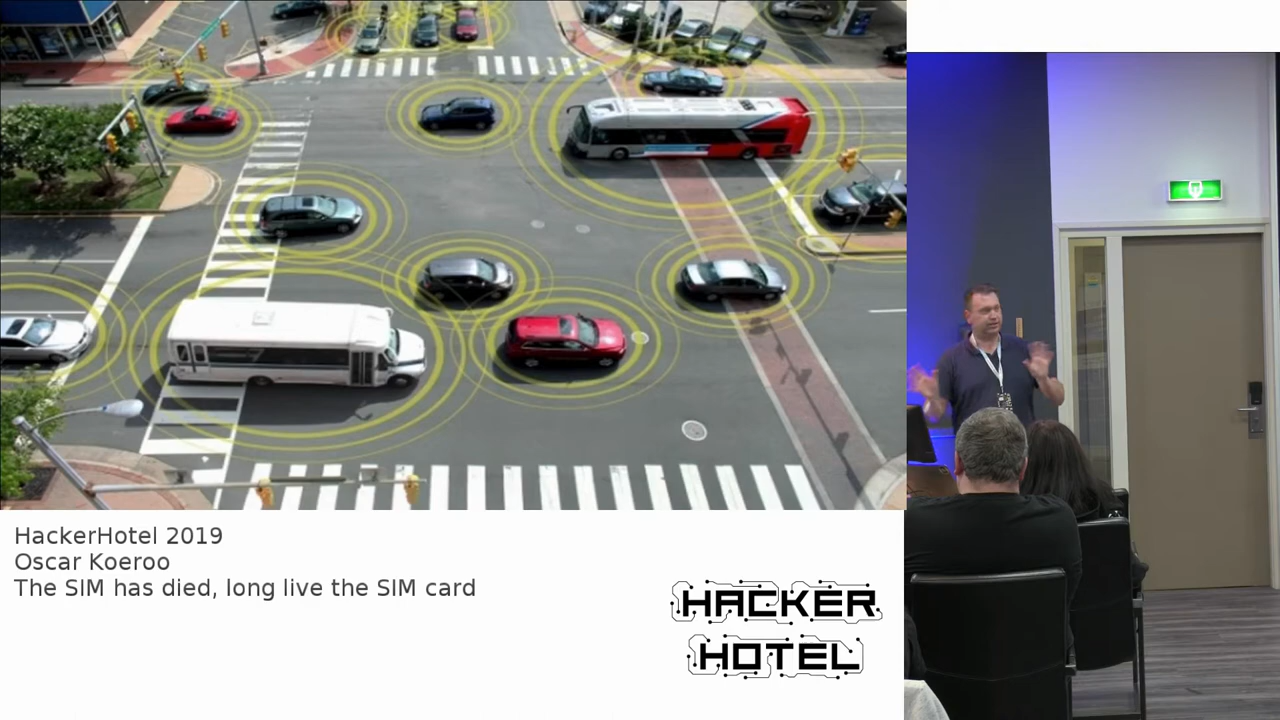 HackerHotel 2019
Oscar Koeroo
The SIM has died, long live the SIM card
HACKER
HOTEL